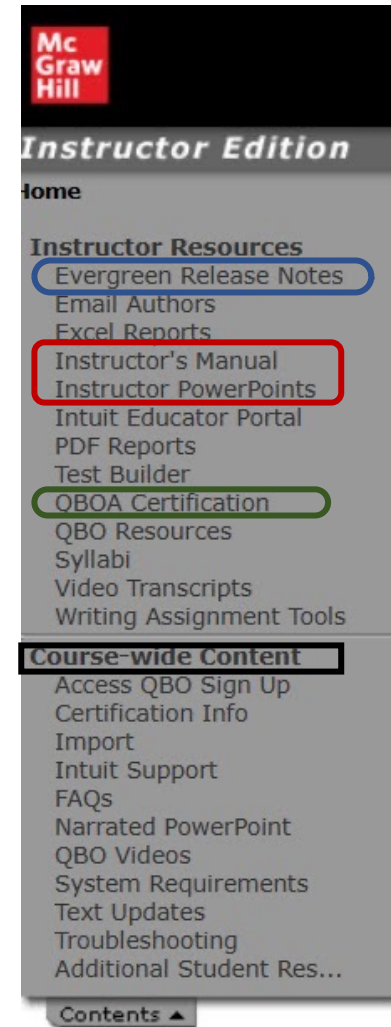 Mc
Graw
Hill
Instructor Edition
Home
Instructor Resources
Evergreen Release Notes
Email Authors
Excel Reports
Instructor's Manual
Instructor PowerPoints
Intuit Educator Portal
PDF Reports
Test Builder
QBOA Certification
QBO Resources
Syllabi
Video Transcripts
Writing Assignment Tools
Course-wide Content
Access QBO Sign Up
Certification Info
Import
Intuit Support
FAQs
Narrated PowerPoint
QBO Videos
System Requirements
Text Updates
Troubleshooting
Additional Student Res...
Contents ▲